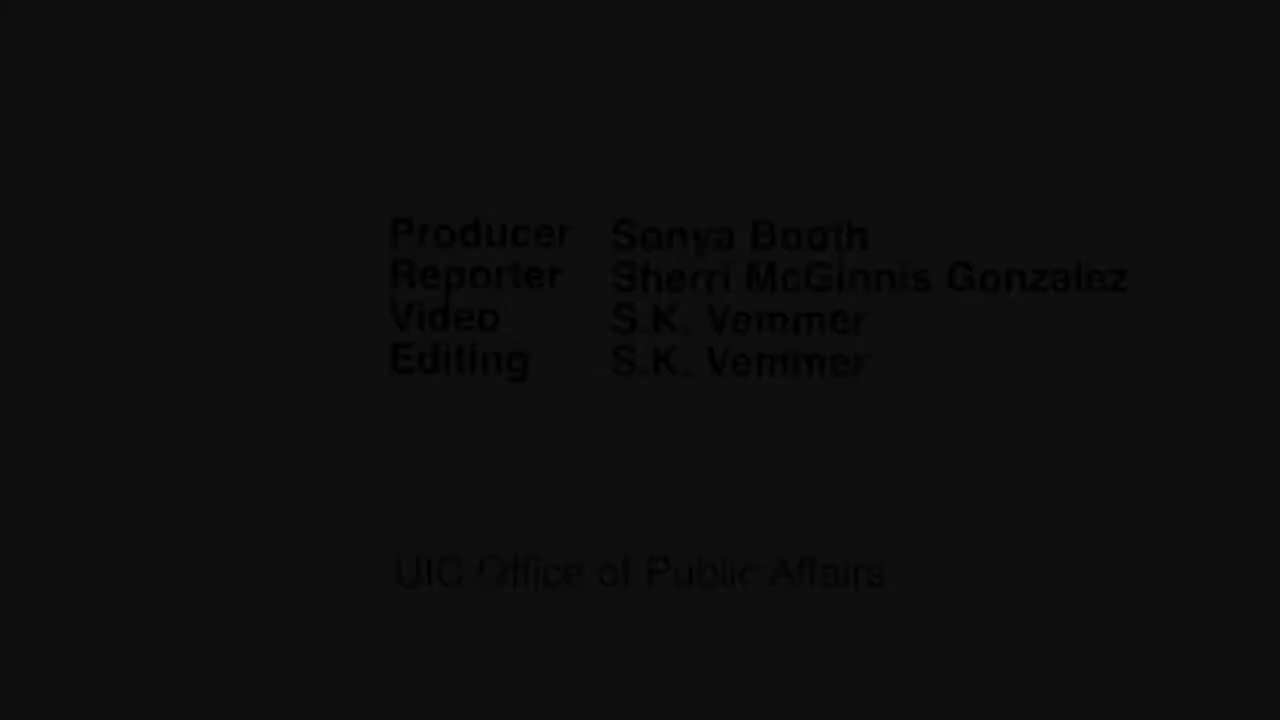 Producer Sonya Booth
Reporter Sherri McGinnis Gonzalez
Video S.K. Vemmer
Editing S.K. Vemmer
UIC Office of Public Affairs